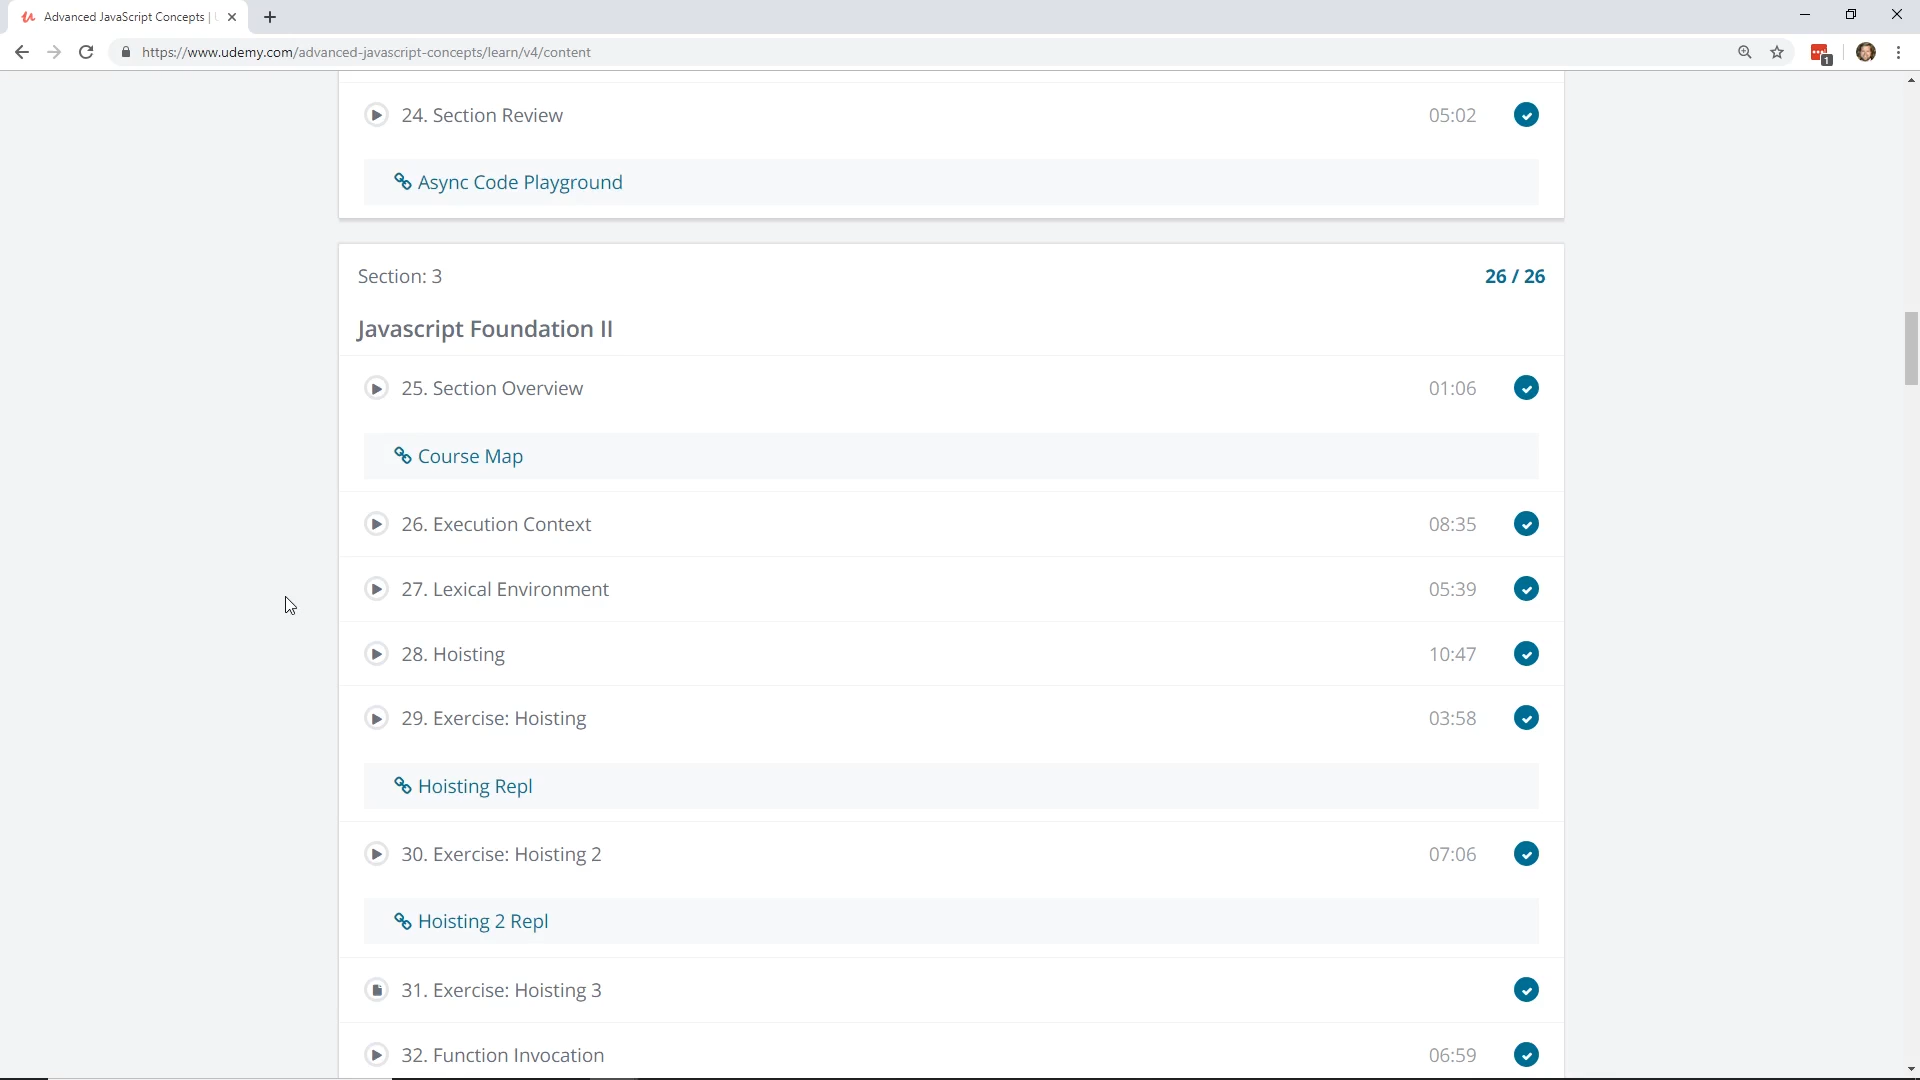 Advanced JavaScript Concepts |
https://www.udemy.com/advanced-javascript-concepts/learn/v4/content
1
24. Section Review 05:02
Async Code Playground
Section: 3 26 / 26
Javascript Foundation II
25. Section Overview 01:06
Course Map
26. Execution Context 08:35
27. Lexical Environment 05:39
28. Hoisting 10:47
29. Exercise: Hoisting 03:58
Hoisting Repl
30. Exercise: Hoisting 2 07:06
Hoisting 2 Repl
31. Exercise: Hoisting 3
32. Function Invocation 06:59